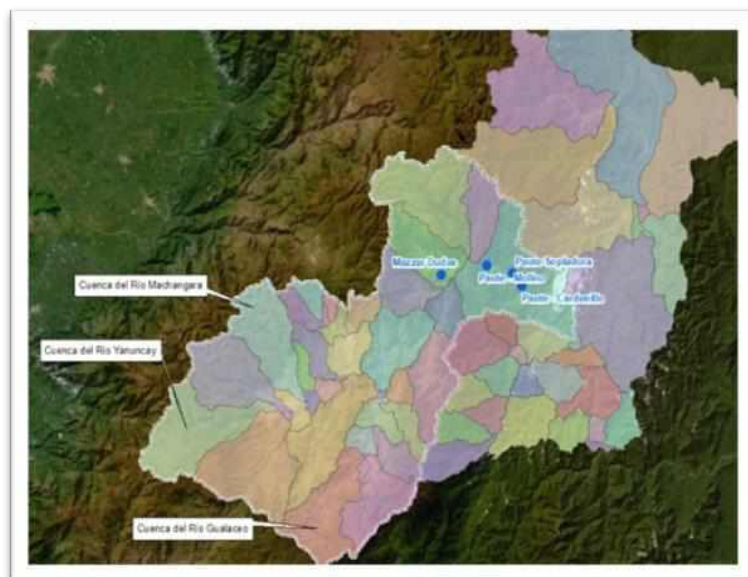 Mazar Dudas
Paute Sopladora
Paute - Molino
Paute - Cardenillo
Cuenca del Río Machangara
Cuenca del Río Yanuncay
Cuenca del Río Gualaceo